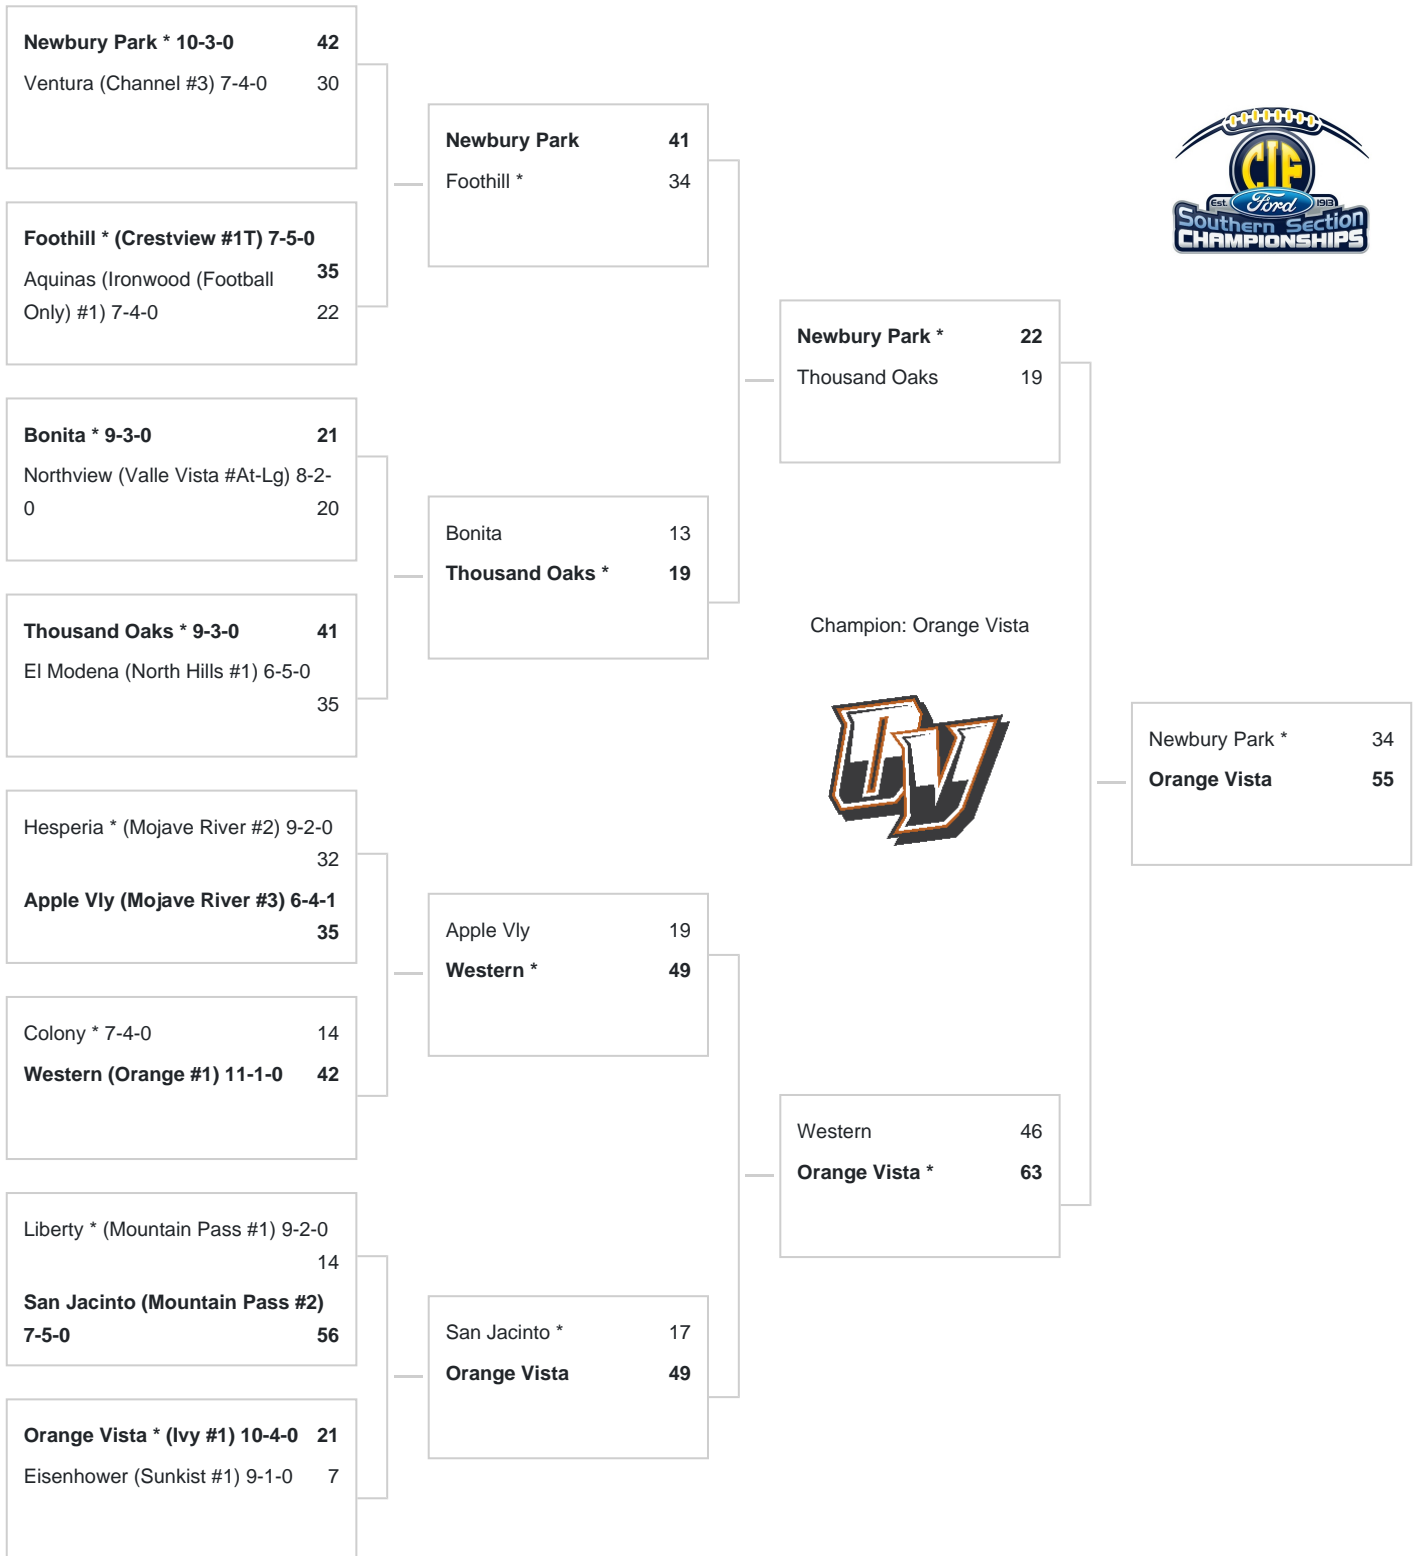 Newbury Park * 10-3-0 42
Ventura (Channel #3) 7-4-0 30
Foothill * (Crestview #1T) 7-5-0
35
Aquinas (Ironwood (Football
Only) #1) 7-4-0 22
Bonita * 9-3-0 21
Northview (Valle Vista #At-Lg) 8-2-
0 20
Thousand Oaks * 9-3-0 41
El Modena (North Hills #1) 6-5-0
35
Hesperia * (Mojave River #2) 9-2-0
32
Apple Vly (Mojave River #3) 6-4-1
35
Colony * 7-4-0 14
Western (Orange #1) 11-1-0 42
Liberty * (Mountain Pass #1) 9-2-0
14
San Jacinto (Mountain Pass #2)
7-5-0 56
Orange Vista * (Ivy #1) 10-4-0 21
Eisenhower (Sunkist #1) 9-1-0 7
Newbury Park 41
Foothill * 34
Bonita 13
Thousand Oaks * 19
Apple Vly 19
Western * 49
San Jacinto * 17
Orange Vista 49
Newbury Park * 22
Thousand Oaks 19
Champion: Orange Vista
OV
Western 46
Orange Vista * 63
CIF
Est. Ford 1913
Southern Section
CHAMPIONSHIPS
Newbury Park * 34
Orange Vista 55